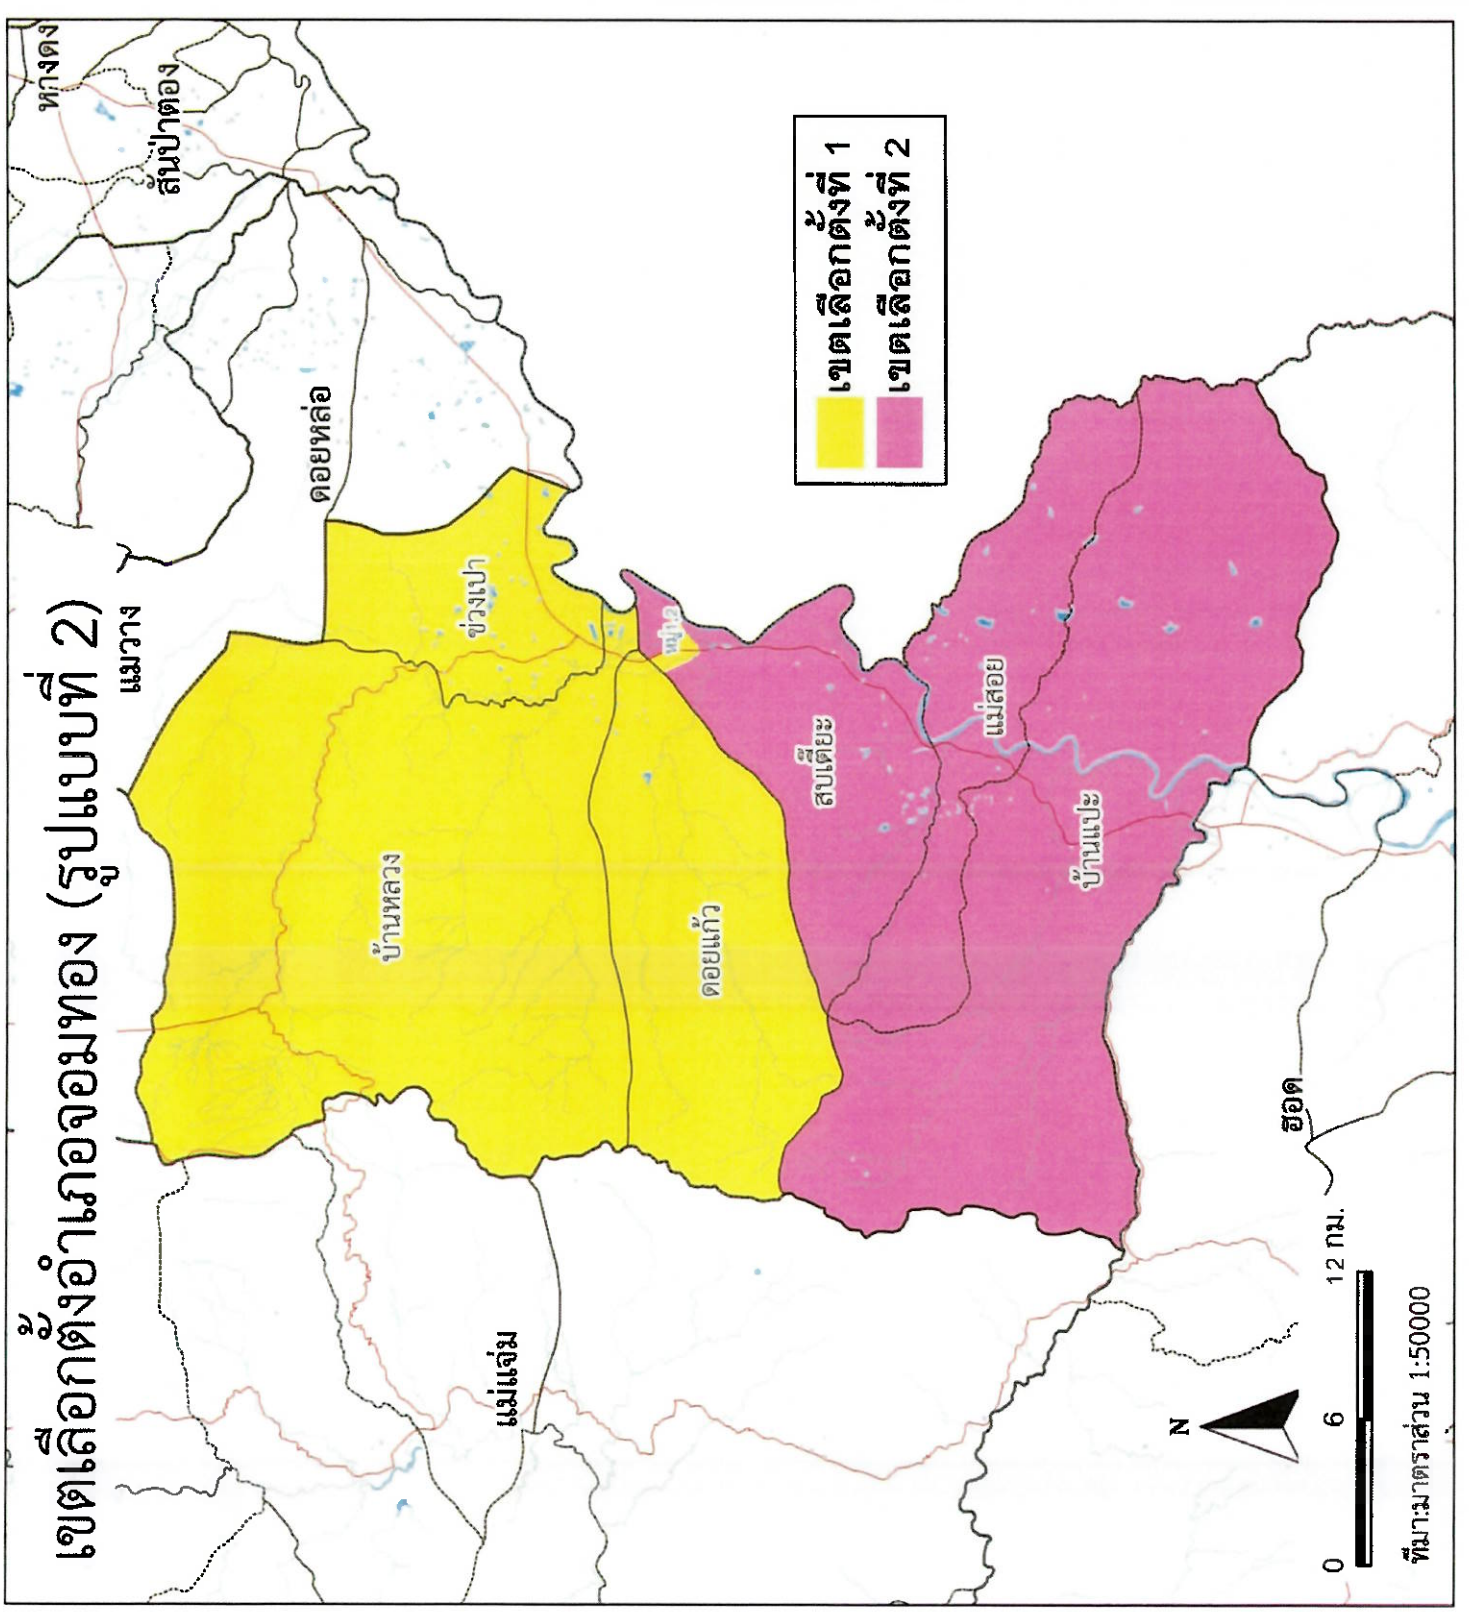 เขตเลือกตั้งอำเภอจอมทอง (รูปแบบที่ 2)
หางดง
สันป่าตอง
แมวาง
ดอยหล่อ
ข่วงเปา
บ้านหลวง
ดอยแก้ว
สบเตี๊ยะ
แม่สอย
บ้านแปะ
แม่แจ่ม
ฮอด
เขตเลือกตั้งที่ 1
เขตเลือกตั้งที่ 2
N
0 6 12 กม.
ที่มา:มาตราส่วน 1:50000